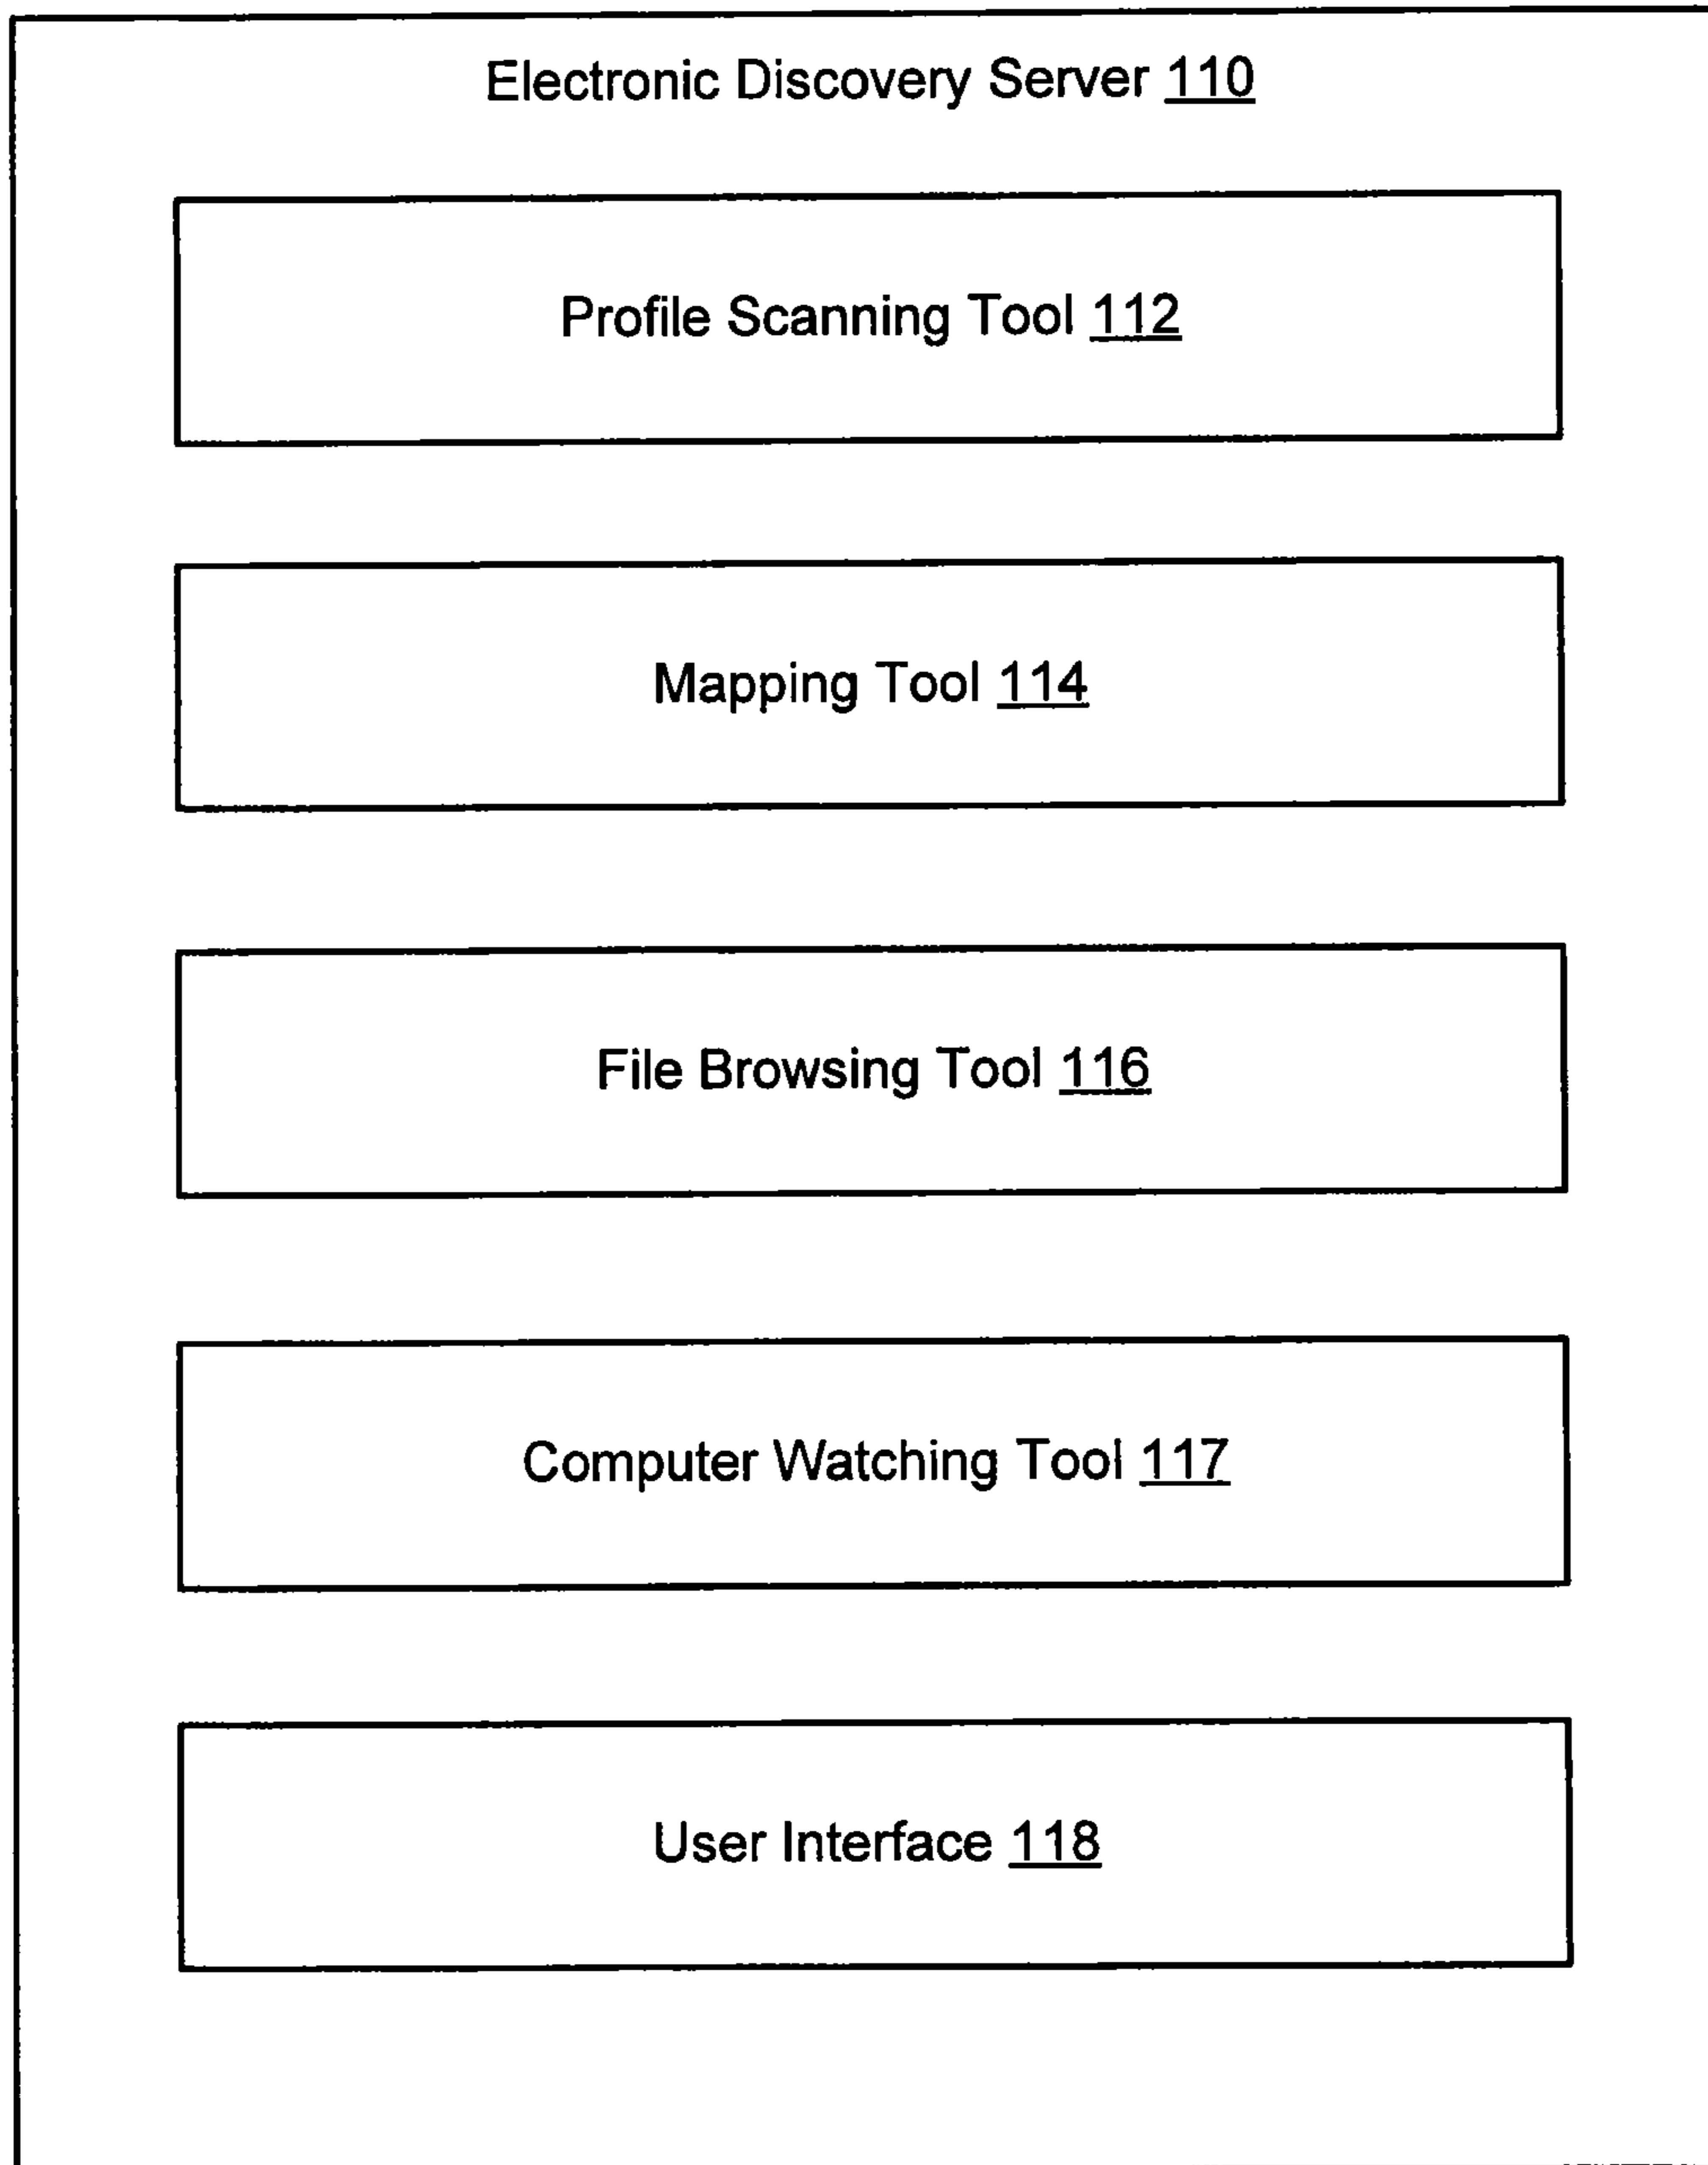 Electronic Discovery Server 110
Profile Scanning Tool 112
Mapping Tool 114
File Browsing Tool 116
Computer Watching Tool 117
User Interface 118